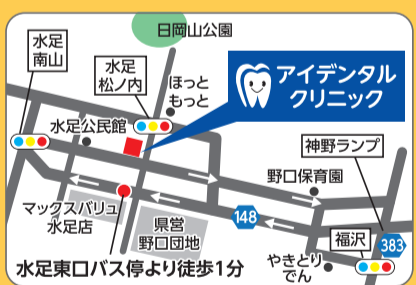 日岡山公園
水足
南山
水足
松ノ内
ほっと
もっと
アイデンタル
クリニック
水足公民館
神野ランプ
野口保育園
マックスバリュ
水足店
県営
野口団地
148
福沢
383
やきとり
でん
水足東口バス停より徒歩1分